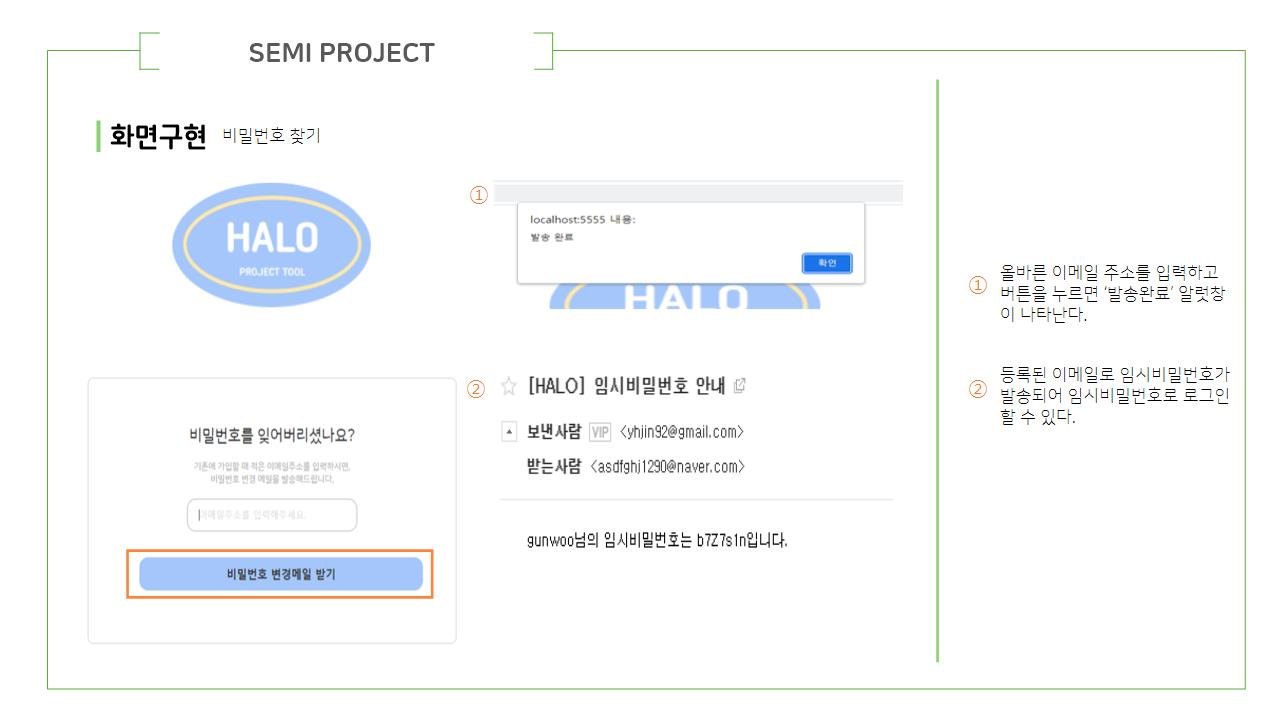 SEMI PROJECT
화면구현 비밀번호 찾기
HALO
PROJECT TOOL
비밀번호를 잊어버리셨나요?
기존에 가입할 때 적은 이메일주소를 입력하시면,
비밀번호 변경 메일을 발송해드립니다.
이메일주소를 입력해주세요.
비밀번호 변경메일 받기
①
localhost:5555 내용:
발송 완료
확인
HALO
② [HALO] 임시비밀번호 안내
보낸사람 VIP <yhjin92@gmail.com>
받는사람 <asdfghj1290@naver.com>
gunwoo님의 임시비밀번호는 b7Z7s1n입니다.
① 올바른 이메일 주소를 입력하고
버튼을 누르면 '발송완료' 알럿창
이 나타난다.
② 등록된 이메일로 임시비밀번호가
발송되어 임시비밀번호로 로그인
할 수 있다.